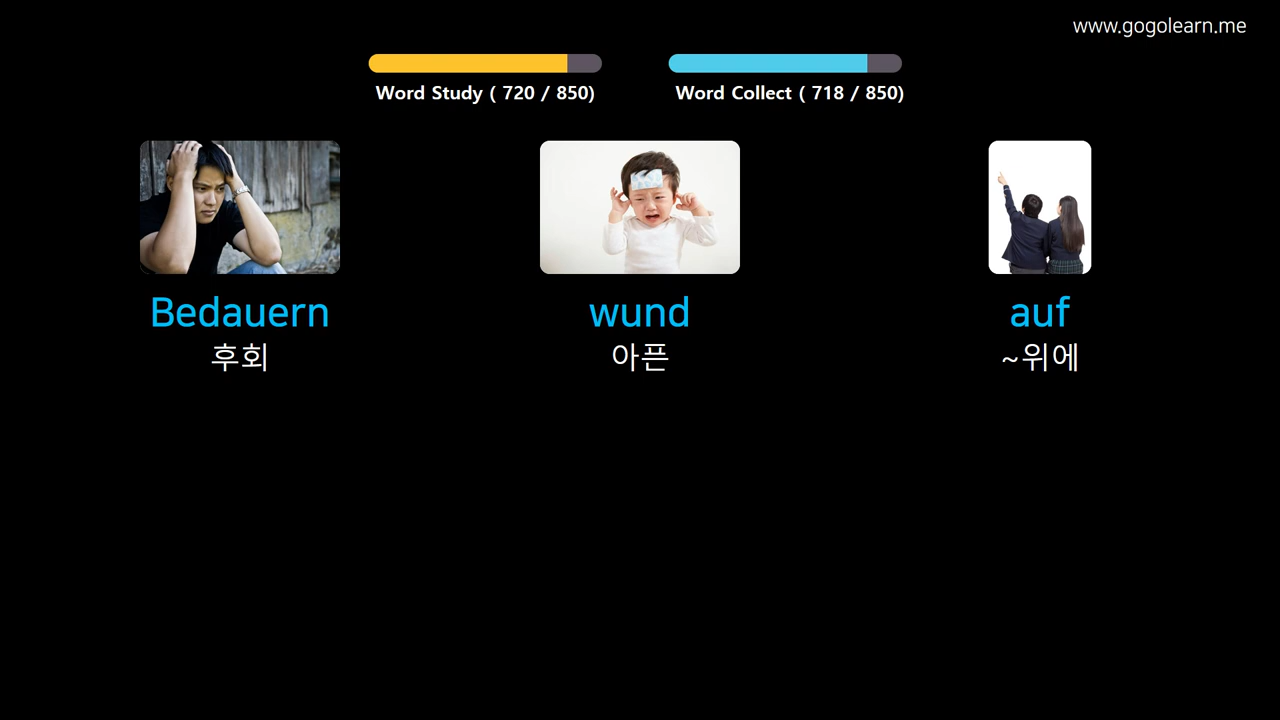 www.gogolearn.me
Word Study ( 720 / 850)
Word Collect ( 718 / 850)
Bedauern
후회
wund
아픈
auf
~위에